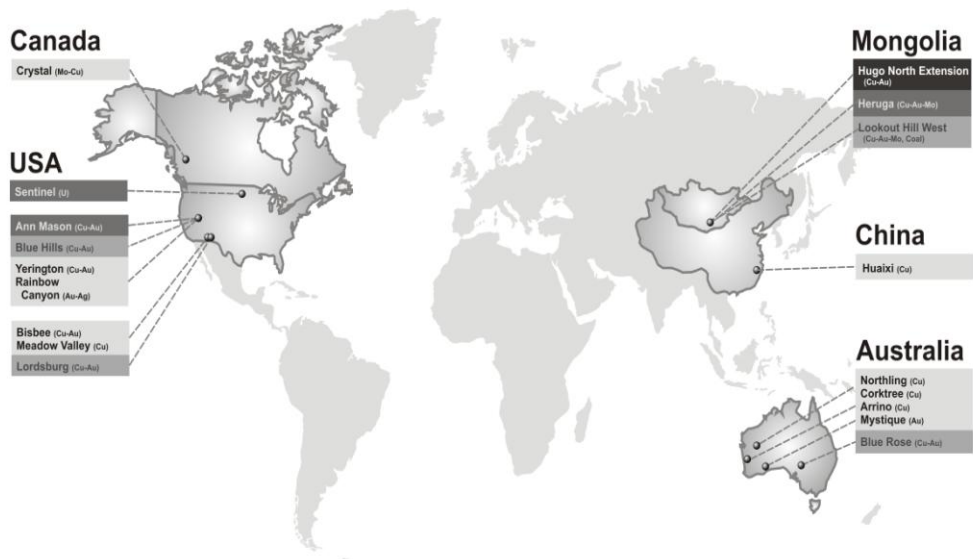 Canada
Crystal (Mo-Cu)
USA
Sentinel (U)
Ann Mason (Cu-Au)
Blue Hills (Cu-Au)
Yerington (Cu-Au)
Rainbow
Canyon (Au-Ag)
Bisbee (Cu-Au)
Meadow Valley (Cu)
Lordsburg (Cu-Au)
Mongolia
Hugo North Extension
(Cu-Au)
Heruga (Cu-Au-Mo)
Lookout Hill West
(Cu-Au-Mo, Coal)
China
Huaixi (Cu)
Australia
Northling (Cu)
Corktree (Cu)
Arrino (Cu)
Mystique (Au)
Blue Rose (Cu-Au)